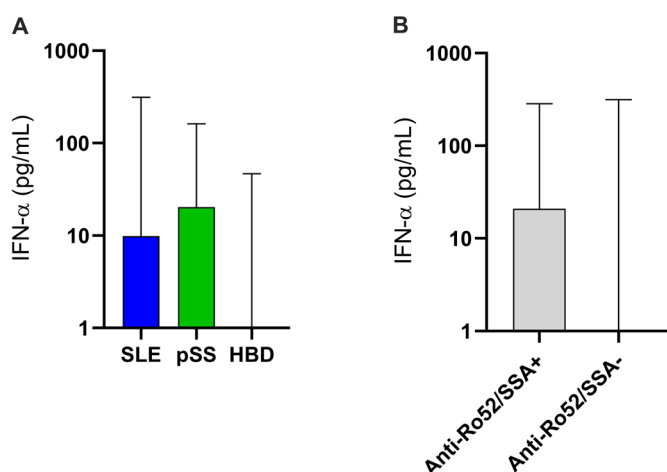 A
IFN-α (pg/mL)
1000
100
10
1
SLE pSS HBD
B
IFN-α (pg/mL)
1000
100
10
1
Anti-Ro52/SSA+
Anti-Ro52/SSA-